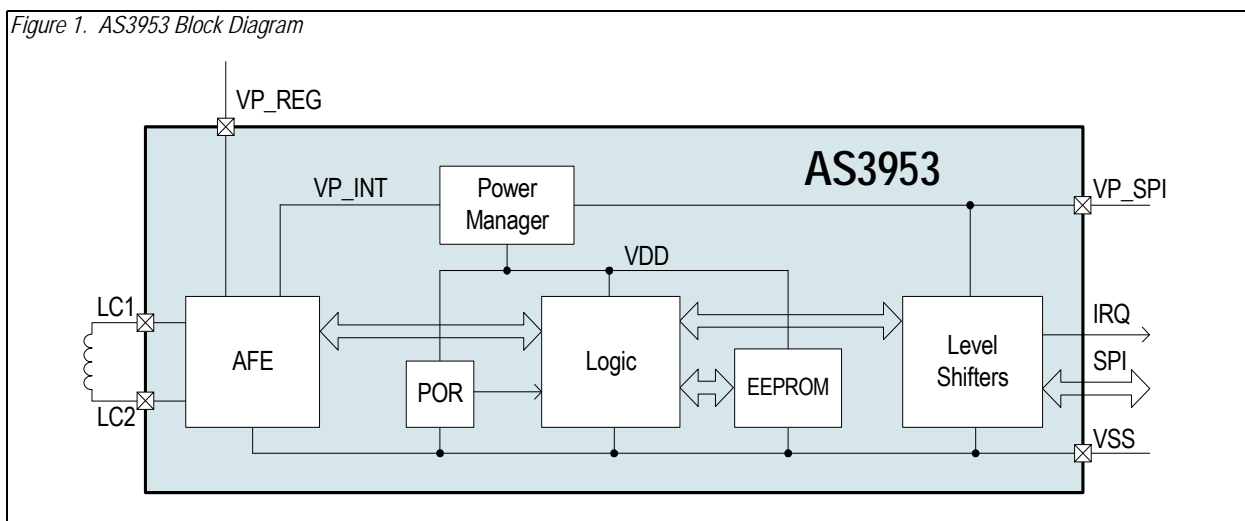 Figure 1. AS3953 Block Diagram
VP_REG
AS3953
VP_INT
Power
Manager
VP_SPI
VDD
LC1
AFE
Logic
Level
Shifters
IRQ
SPI
POR
EEPROM
LC2
VSS